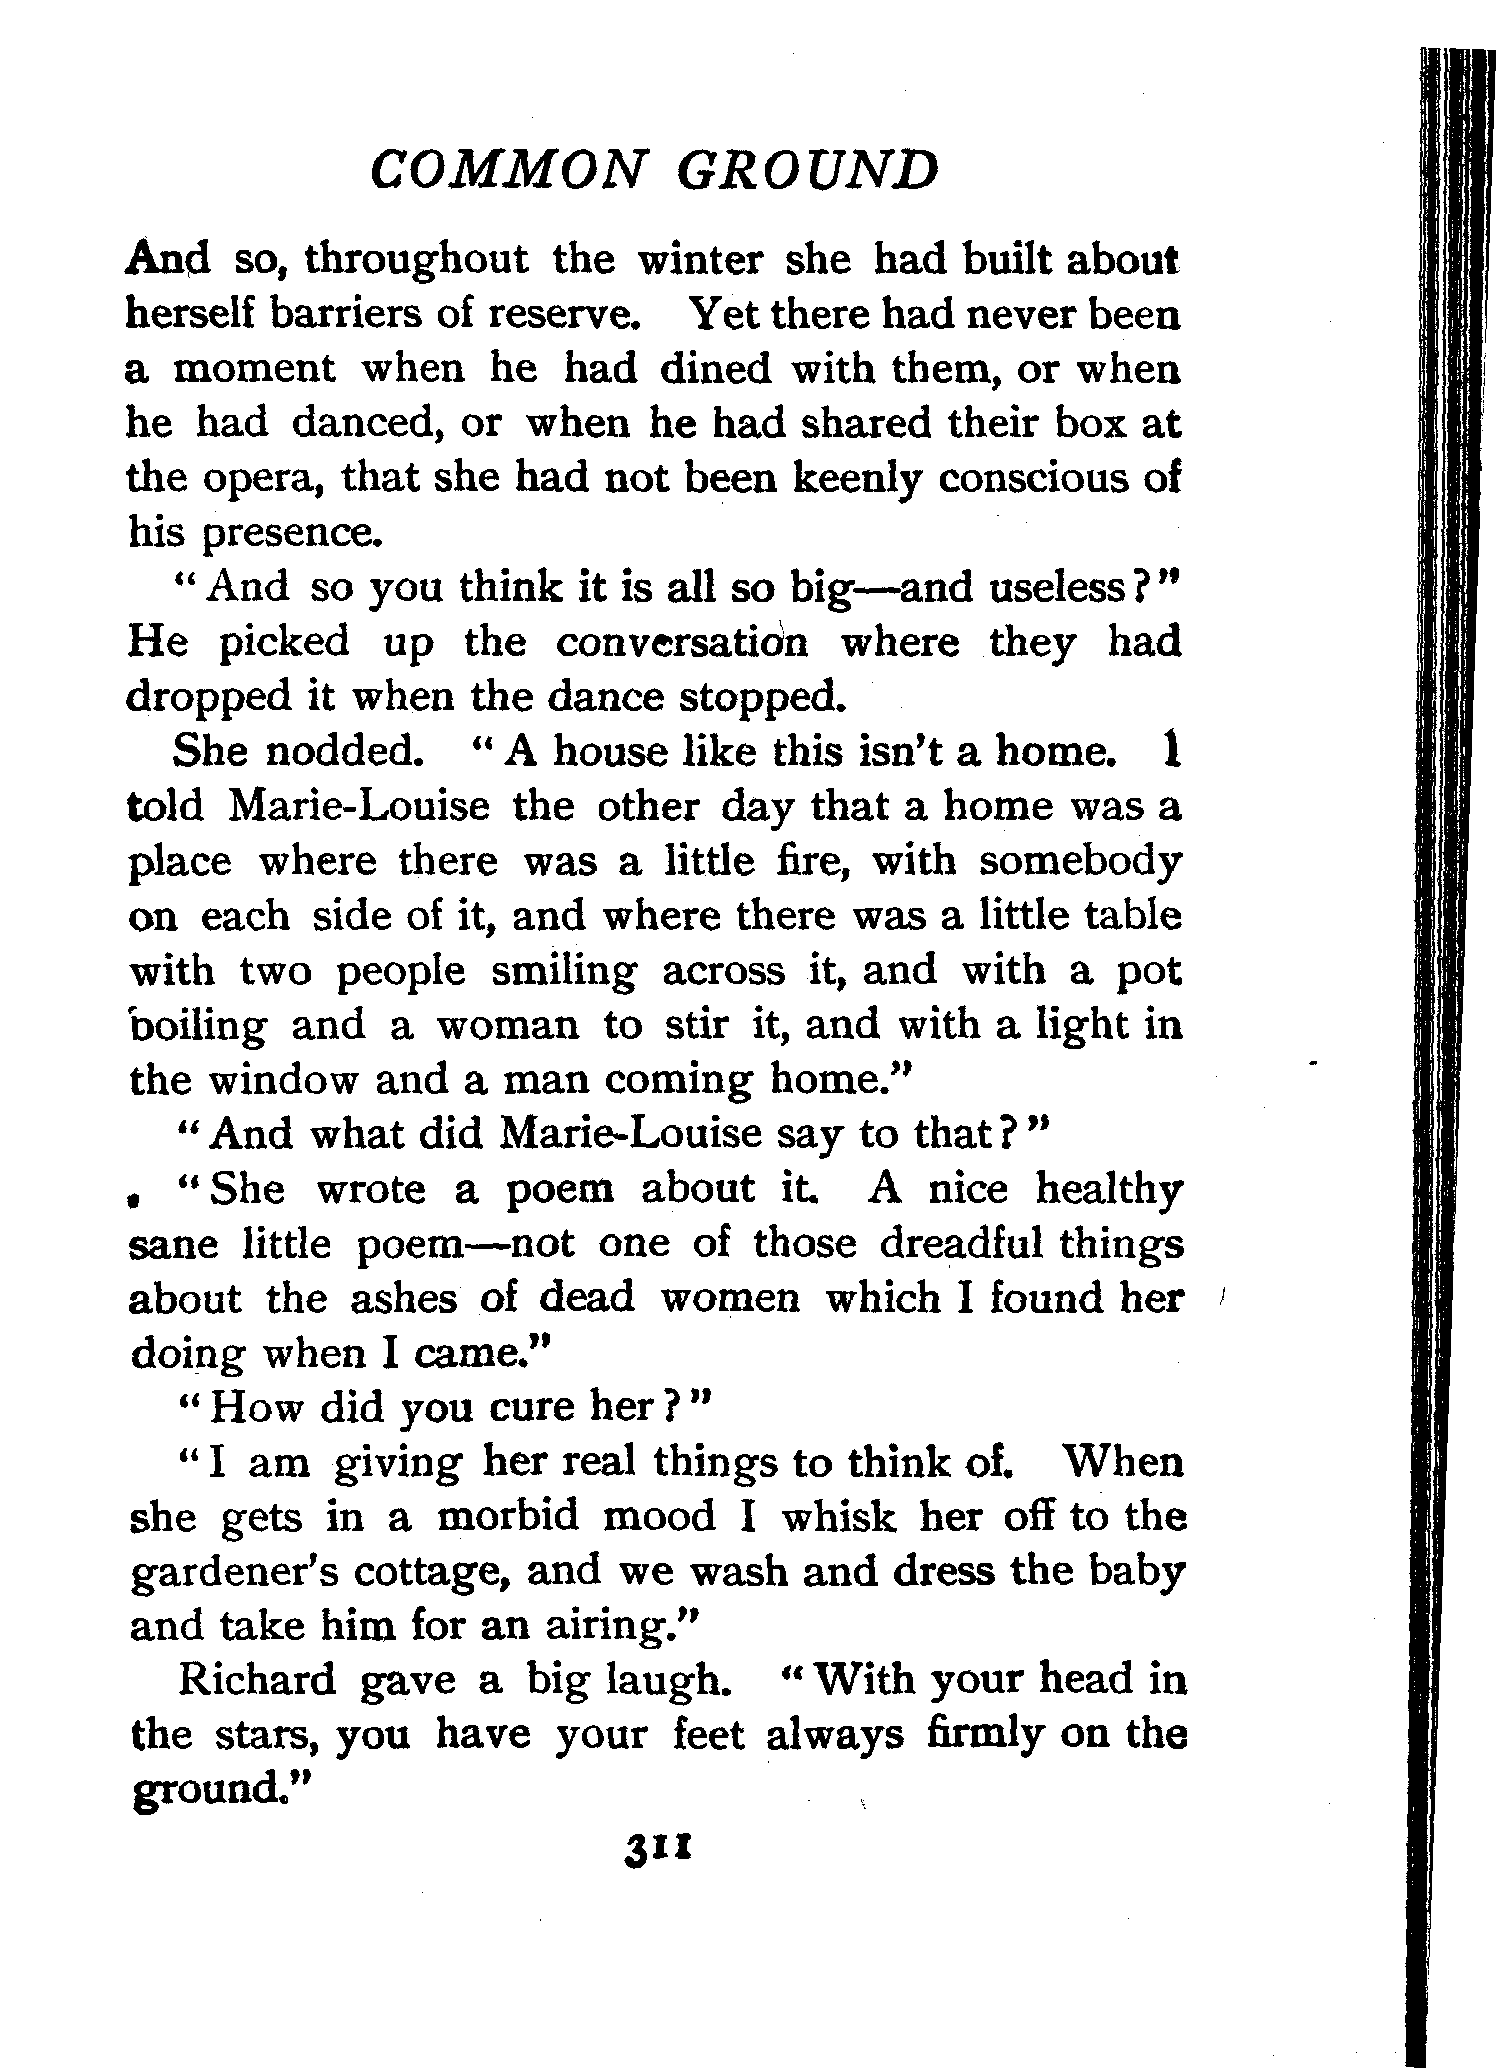 COMMON GROUND
And so, throughout the winter she had built about
herself barriers of reserve. Yet there had never been
a moment when he had dined with them, or when
he had danced, or when he had shared their box at
the opera, that she had not been keenly conscious of
his presence.
“And so you think it is all so big—and useless?”
He picked up the conversation where they had
dropped it when the dance stopped.
She nodded. “A house like this isn't a home. I
told Marie-Louise the other day that a home was a
place where there was a little fire, with somebody
on each side of it, and where there was a little table
with two people smiling across it, and with a pot
boiling and a woman to stir it, and with a light in
the window and a man coming home.”
“And what did Marie-Louise say to that?”
“She wrote a poem about it. A nice healthy
sane little poem—not one of those dreadful things
about the ashes of dead women which I found her
doing when I came.”
“How did you cure her?”
“I am giving her real things to think of. When
she gets in a morbid mood I whisk her off to the
gardener's cottage, and we wash and dress the baby
and take him for an airing.”
Richard gave a big laugh. “With your head in
the stars, you have your feet always firmly on the
ground.”
311